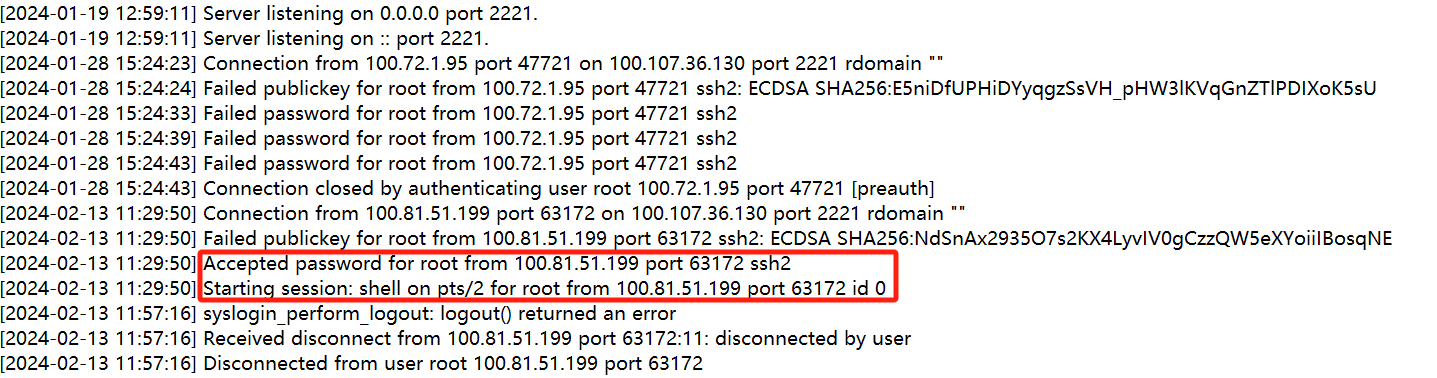 [2024-01-19 12:59:11] Server listening on 0.0.0.0 port 2221.
[2024-01-19 12:59:11] Server listening on :: port 2221.
[2024-01-28 15:24:23] Connection from 100.72.1.95 port 47721 on 100.107.36.130 port 2221 rdomain ""
[2024-01-28 15:24:24] Failed publickey for root from 100.72.1.95 port 47721 ssh2: ECDSA SHA256:E5niDfUPHiDYyqgzSsVH_pHW3lKVqGnZTlPDIXoK5sU
[2024-01-28 15:24:33] Failed password for root from 100.72.1.95 port 47721 ssh2
[2024-01-28 15:24:39] Failed password for root from 100.72.1.95 port 47721 ssh2
[2024-01-28 15:24:43] Failed password for root from 100.72.1.95 port 47721 ssh2
[2024-01-28 15:24:43] Connection closed by authenticating user root 100.72.1.95 port 47721 [preauth]
[2024-02-13 11:29:50] Connection from 100.81.51.199 port 63172 on 100.107.36.130 port 2221 rdomain ""
[2024-02-13 11:29:50] Failed publickey for root from 100.81.51.199 port 63172 ssh2: ECDSA SHA256:NdSnAx2935O7s2KX4LyvIV0gCzzQW5eXYoiiIBosqNE
[2024-02-13 11:29:50] Accepted password for root from 100.81.51.199 port 63172 ssh2
[2024-02-13 11:29:50] Starting session: shell on pts/2 for root from 100.81.51.199 port 63172 id 0
[2024-02-13 11:57:16] syslogin_perform_logout: logout() returned an error
[2024-02-13 11:57:16] Received disconnect from 100.81.51.199 port 63172:11: disconnected by user
[2024-02-13 11:57:16] Disconnected from user root 100.81.51.199 port 63172